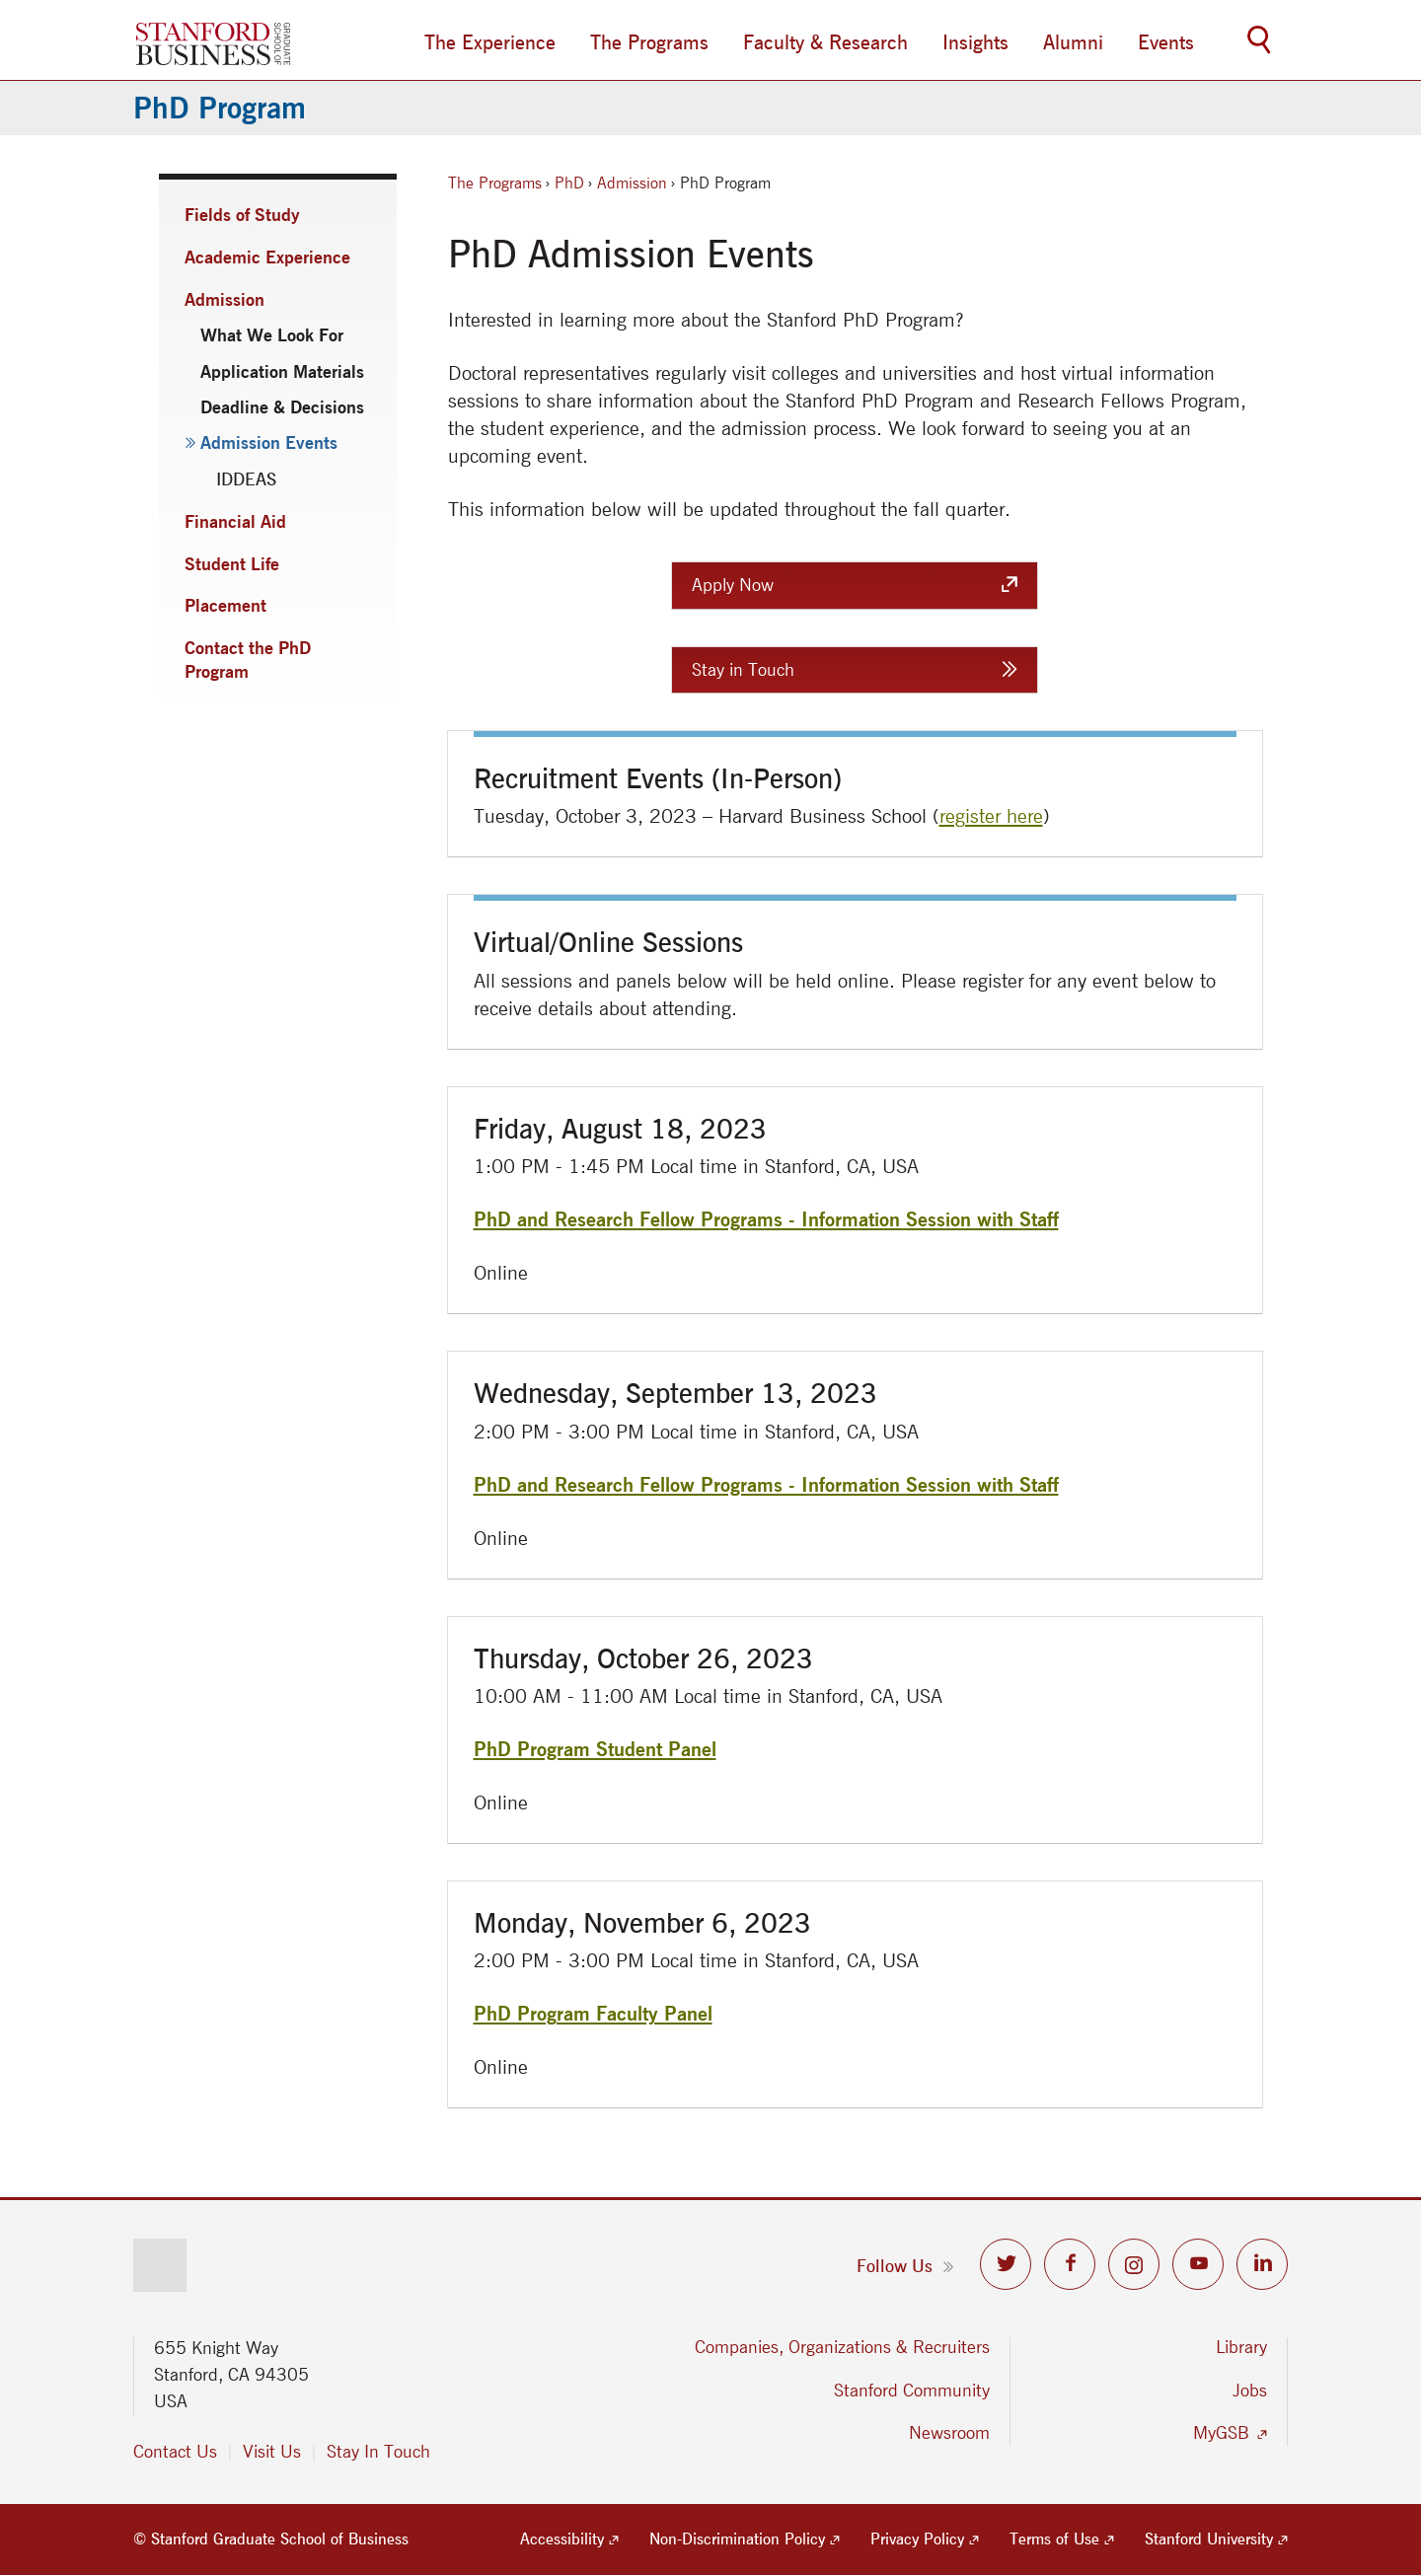 STANFORD
BUSINESS
GRADUATE
SCHOOL OF
The Experience
The Programs
Faculty & Research
Insights
Alumni
Events
PhD Program
Fields of Study
Academic Experience
Admission
What We Look For
Application Materials
Deadline & Decisions
» Admission Events
IDDEAS
Financial Aid
Student Life
Placement
Contact the PhD
Program
The Programs › PhD › Admission › PhD Program
PhD Admission Events
Interested in learning more about the Stanford PhD Program?
Doctoral representatives regularly visit colleges and universities and host virtual information
sessions to share information about the Stanford PhD Program and Research Fellows Program,
the student experience, and the admission process. We look forward to seeing you at an
upcoming event.
This information below will be updated throughout the fall quarter.
Apply Now
Stay in Touch
Recruitment Events (In-Person)
Tuesday, October 3, 2023 – Harvard Business School (register here)
Virtual/Online Sessions
All sessions and panels below will be held online. Please register for any event below to
receive details about attending.
Friday, August 18, 2023
1:00 PM - 1:45 PM Local time in Stanford, CA, USA
PhD and Research Fellow Programs - Information Session with Staff
Online
Wednesday, September 13, 2023
2:00 PM - 3:00 PM Local time in Stanford, CA, USA
PhD and Research Fellow Programs - Information Session with Staff
Online
Thursday, October 26, 2023
10:00 AM - 11:00 AM Local time in Stanford, CA, USA
PhD Program Student Panel
Online
Monday, November 6, 2023
2:00 PM - 3:00 PM Local time in Stanford, CA, USA
PhD Program Faculty Panel
Online
Follow Us »
655 Knight Way
Stanford, CA 94305
USA
Contact Us
Visit Us
Stay In Touch
Companies, Organizations & Recruiters
Stanford Community
Newsroom
Library
Jobs
MyGSB
© Stanford Graduate School of Business
Accessibility
Non-Discrimination Policy
Privacy Policy
Terms of Use
Stanford University